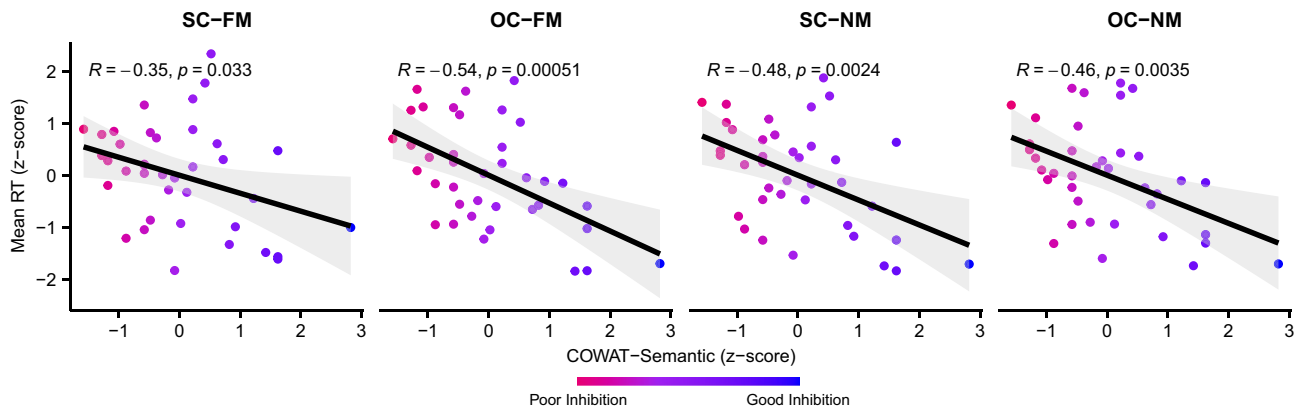 SC−FM OC−FM SC−NM OC−NM
R = −0.35, p = 0.033 R = −0.54, p = 0.00051 R = −0.48, p = 0.0024 R = −0.46, p = 0.0035
Mean RT (z−score)
2
1
0
−1
−2
−1 0 1 2 3 −1 0 1 2 3 −1 0 1 2 3 −1 0 1 2 3
COWAT−Semantic (z−score)
Poor Inhibition Good Inhibition